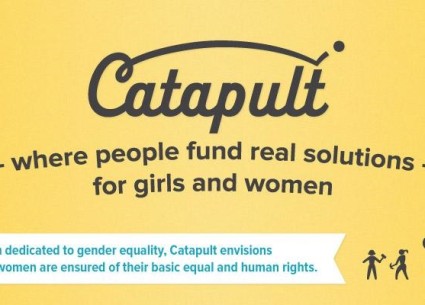 Catapult
- where people fund real solutions -
for girls and women
dedicated to gender equality, Catapult envisions
women are ensured of their basic equal and human rights.